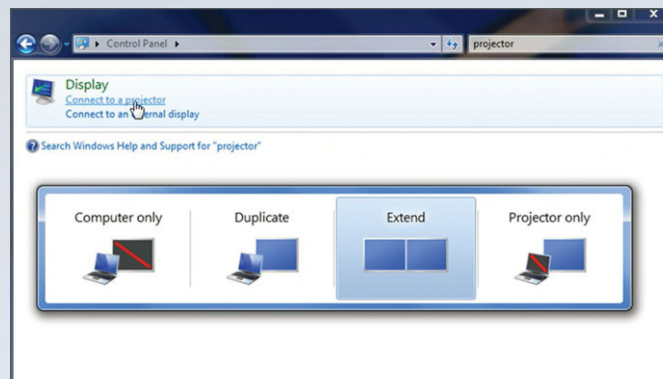 Control Panel
projector
Display
Connect to a projector
Connect to an external display
Search Windows Help and Support for "projector"
Computer only
Duplicate
Extend
Projector only